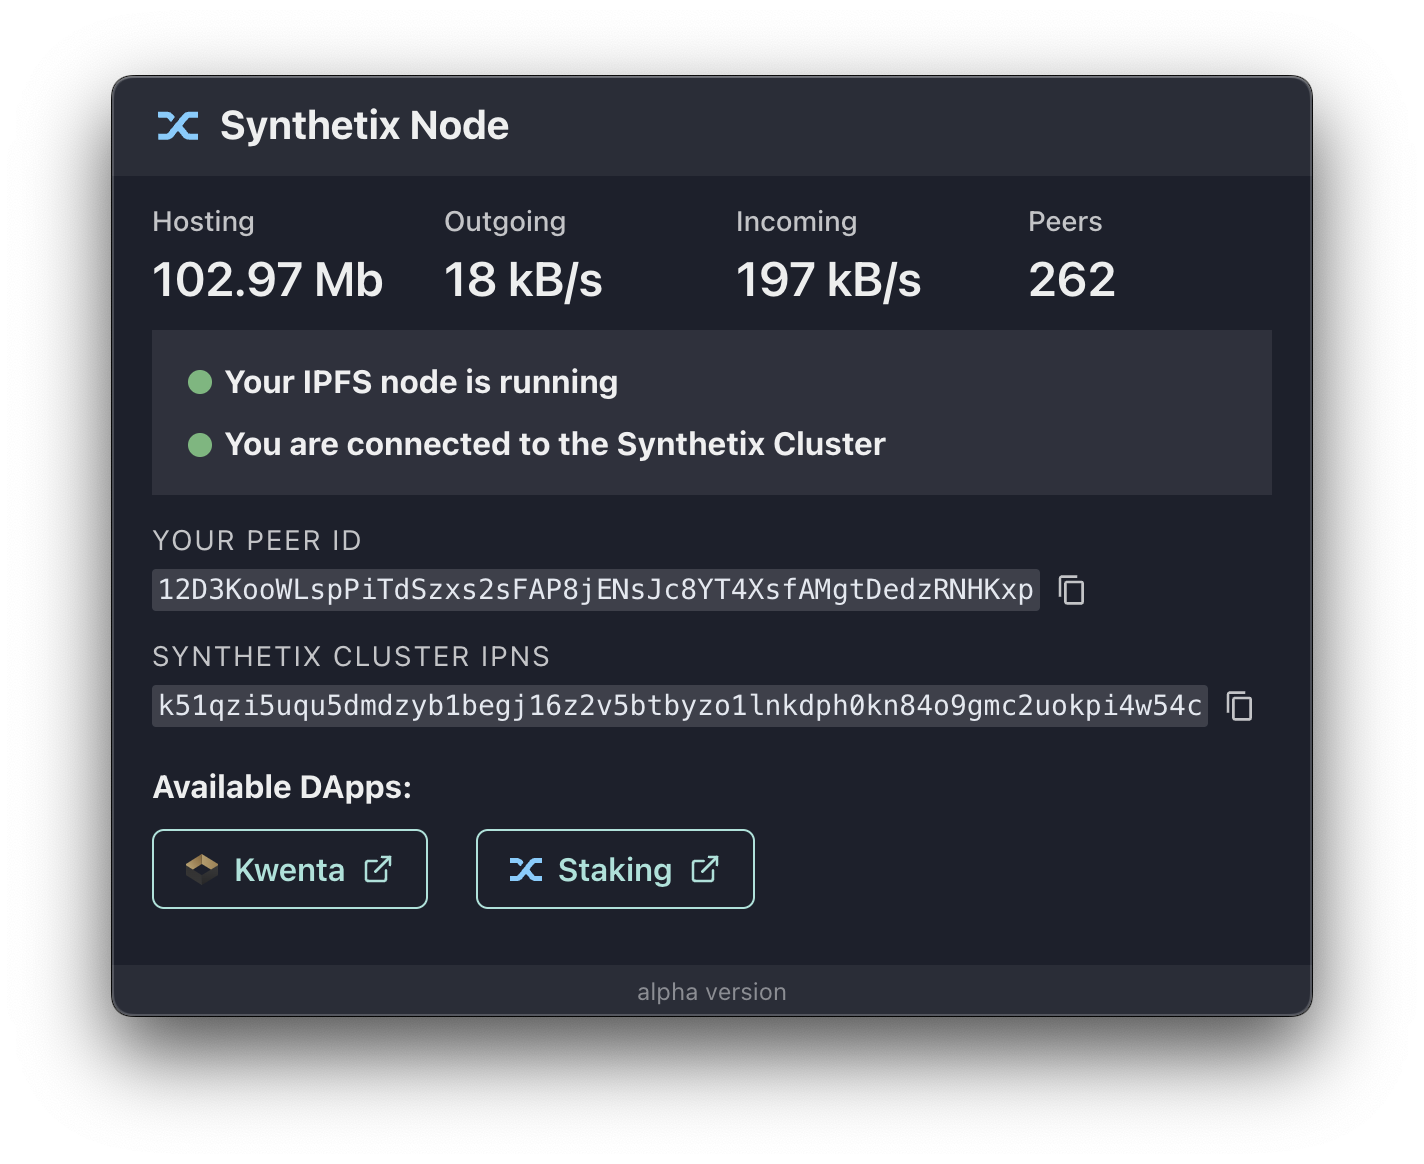 Synthetix Node
Hosting Outgoing Incoming Peers
102.97 Mb 18 kB/s 197 kB/s 262
Your IPFS node is running
You are connected to the Synthetix Cluster
YOUR PEER ID
12D3KooWLspPiTdSzxs2sFAP8jENsJc8YT4XsfAMgtDedzRNHKxp
SYNTHETIX CLUSTER IPNS
k51qzi5uqu5dmdzyb1begj16z2v5btbyzo1lnkdph0kn84o9gmc2uokpi4w54c
Available DApps:
Kwenta Staking
alpha version